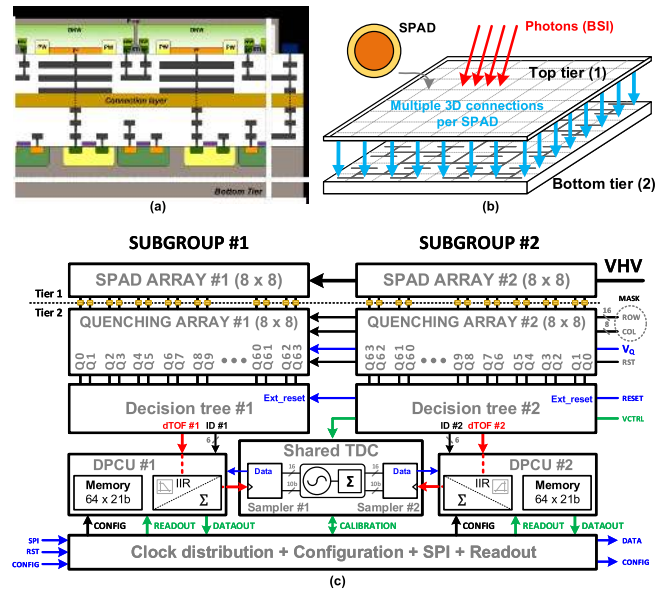 DNW
PW
PW
PW
PW
Connection layer
Bottom Tier
(a)
SPAD
Photons (BSI)
Top tier (1)
Multiple 3D connections
per SPAD
Bottom tier (2)
(b)
SUBGROUP #1
SUBGROUP #2
SPAD ARRAY #1 (8 x 8)
SPAD ARRAY #2 (8 x 8)
VHV
Tier 1
Tier 2
QUENCHING ARRAY #1 (8 x 8)
QUENCHING ARRAY #2 (8 x 8)
MASK
16
ROW
8
COL
VQ
RST
Q0 Q1 Q2 Q3 Q4 Q5 Q6 Q7 Q8 Q9 ••• Q60 Q61 Q62 Q63
Q63 Q62 Q61 Q60 ••• Q9 Q8 Q7 Q6 Q5 Q4 Q3 Q2 Q1 Q0
Decision tree #1
Ext_reset
Decision tree #2
Ext_reset
RESET
VCTRL
dTOF #1
ID #1
6
ID #2
dTOF #2
6
Shared TDC
DPCU #1
Memory
64 x 21b
IIR
Σ
Data
16
10b
Σ
16
10b
Data
Sampler #1
Sampler #2
DPCU #2
IIR
Σ
Memory
64 x 21b
CONFIG
READOUT
DATAOUT
CALIBRATION
CONFIG
READOUT
DATAOUT
SPI
RST
CONFIG
Clock distribution + Configuration + SPI + Readout
DATA
CONFIG
(c)